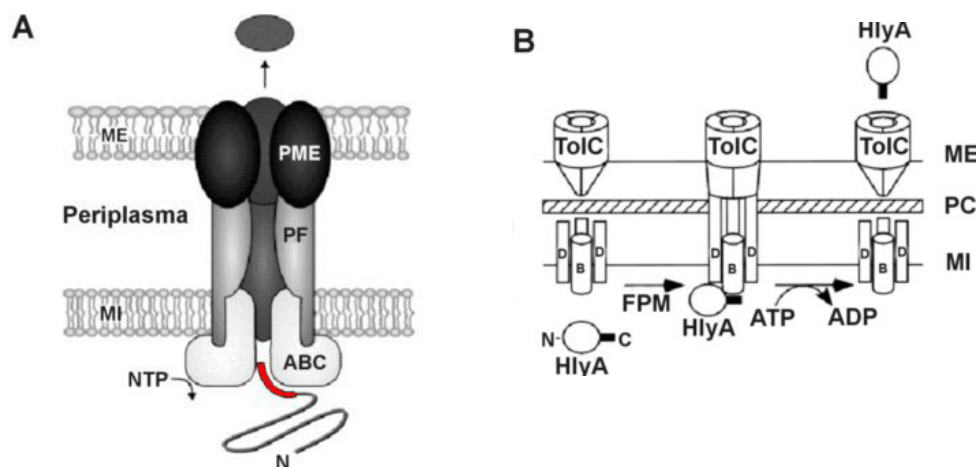 A
ME
PME
Periplasma
PF
MI
NTP
ABC
N
B
HlyA
TolC TolC TolC ME
PC
D D D D D D MI
B B B
FPM HlyA ATP ADP
N- C
HlyA